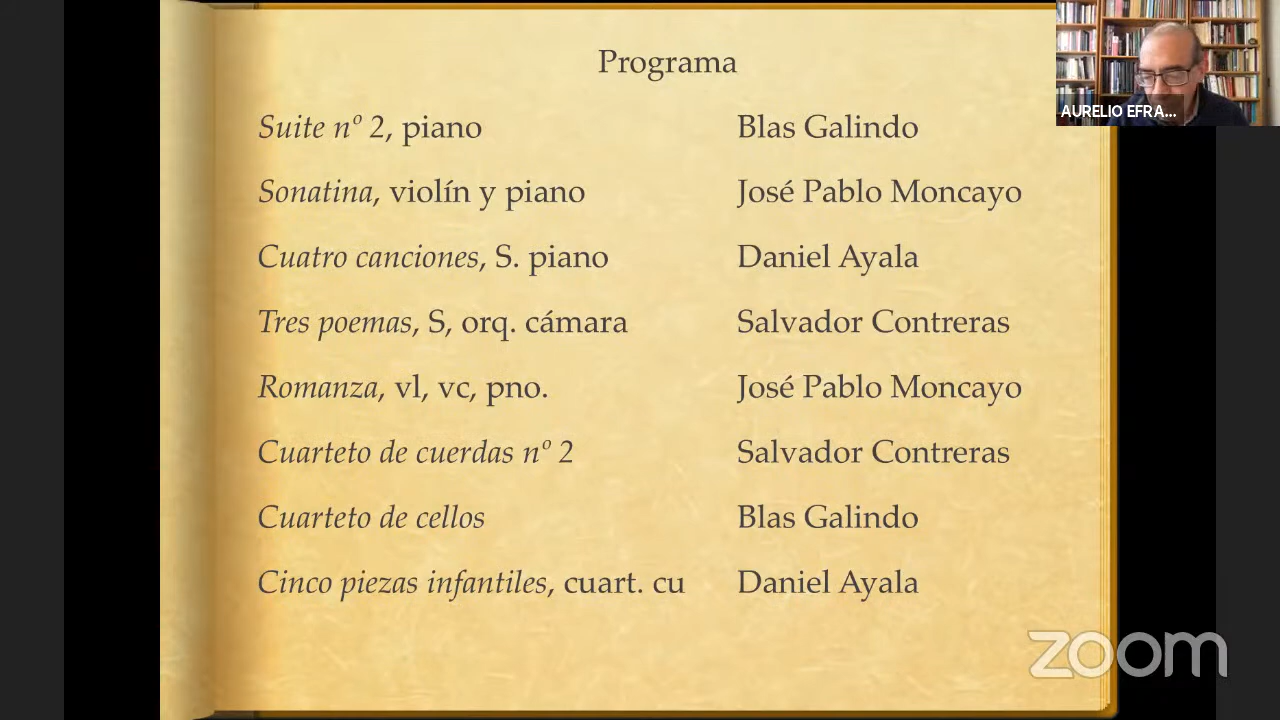 Programa
Suite nº 2, piano Blas Galindo
Sonatina, violín y piano José Pablo Moncayo
Cuatro canciones, S. piano Daniel Ayala
Tres poemas, S, orq. cámara Salvador Contreras
Romanza, vl, vc, pno. José Pablo Moncayo
Cuarteto de cuerdas nº 2 Salvador Contreras
Cuarteto de cellos Blas Galindo
Cinco piezas infantiles, cuart. cu Daniel Ayala
AURELIO EFRA...
zoom